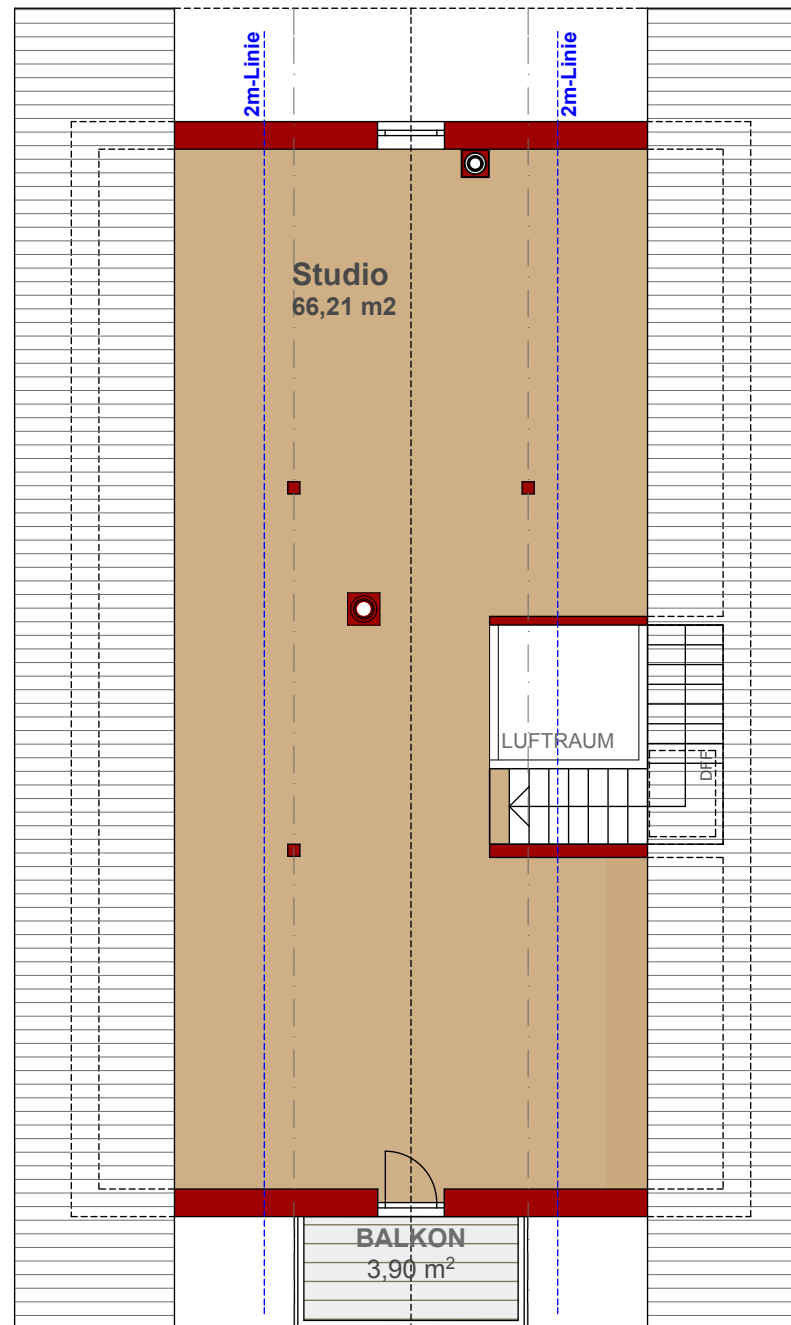 2m-Linie
2m-Linie
Studio
66,21 m2
LUFTRAUM
DFF
BALKON
3,90 m²